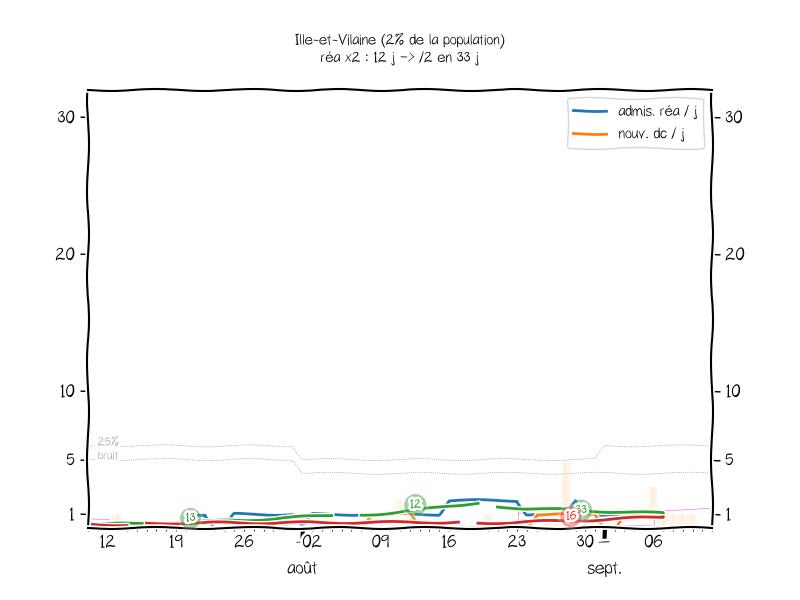 Ille-et-Vilaine (2% de la population)
réa x2 : 12 j -> /2 en 33 j
admis. réa / j
nouv. dc / j
30
30
20
20
10
10
25%
bruit
5
5
1
1
13
12
16
33
12 19 26 -02 09 16 23 30 06
août sept.